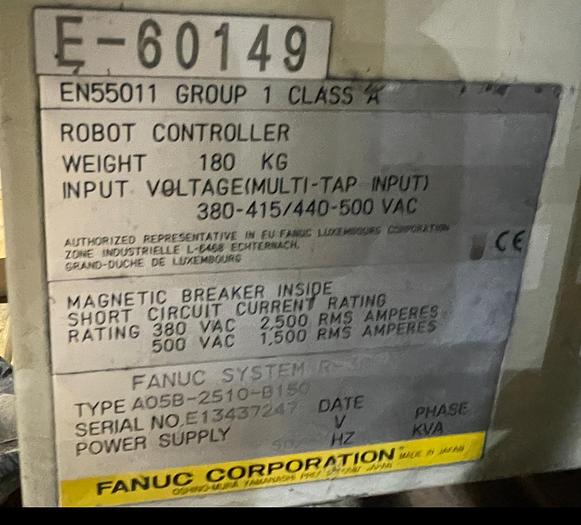 E-60149
EN55011 GROUP 1 CLASS A
ROBOT CONTROLLER
WEIGHT 180 KG
INPUT VOLTAGE(MULTI-TAP INPUT)
380-415/440-500 VAC
AUTHORIZED REPRESENTATIVE IN EU FANUC LUXEMBOURG CORPORATION
ZONE INDUSTRIELLE L-6468 ECHTERNACH.
GRAND-DUCHE DE LUXEMBOURG
CE
MAGNETIC BREAKER INSIDE
SHORT CIRCUIT CURRENT RATING
RATING 380 VAC 2,500 RMS AMPERES
500 VAC 1,500 RMS AMPERES
FANUC SYSTEM
TYPE A05B-2510-B150
SERIAL NO.E13437247 DATE
POWER SUPPLY V PHASE
HZ KVA
FANUC CORPORATION MADE IN JAPAN
OSHINO-MURA YAMANASHI JAPAN